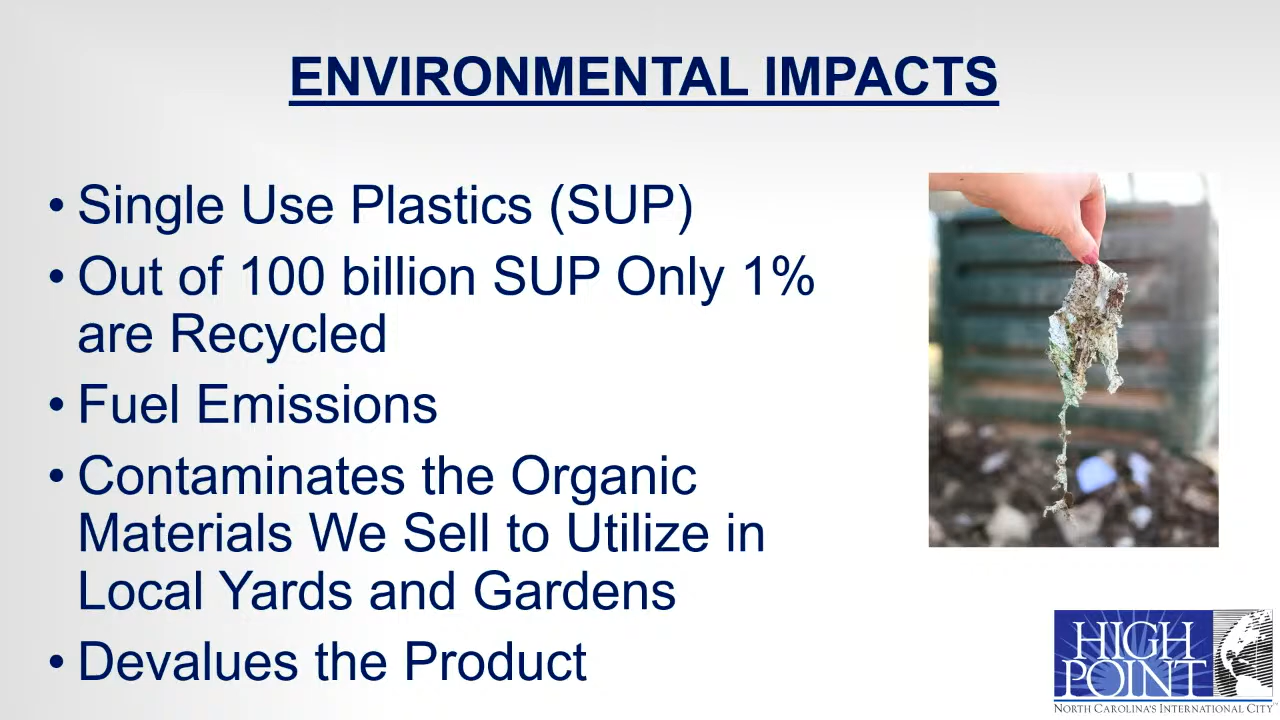 ENVIRONMENTAL IMPACTS
• Single Use Plastics (SUP)
• Out of 100 billion SUP Only 1%
are Recycled
• Fuel Emissions
• Contaminates the Organic
Materials We Sell to Utilize in
Local Yards and Gardens
• Devalues the Product
HIGH
POINT
NORTH CAROLINA'S INTERNATIONAL CITY™